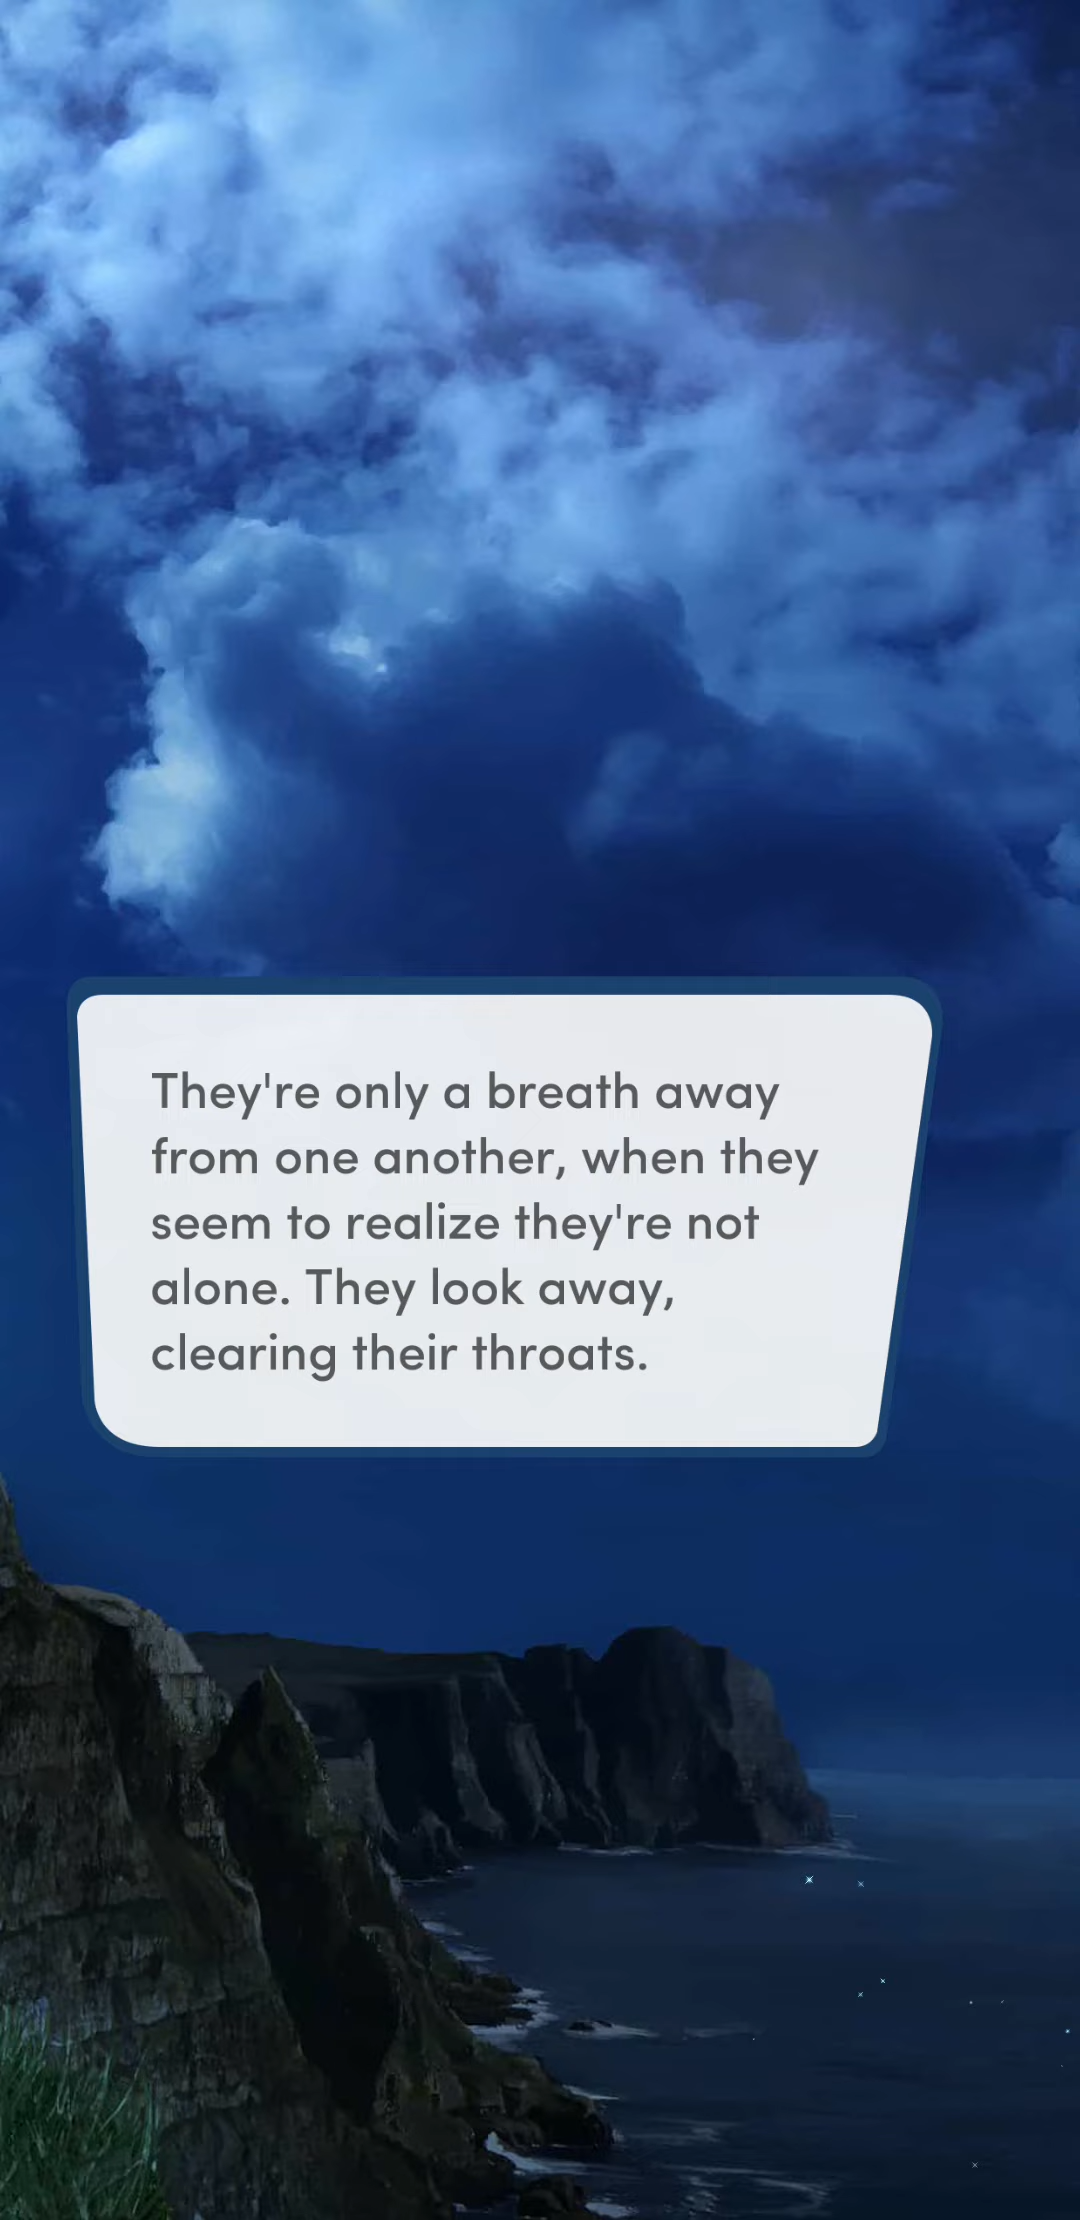 They're only a breath away
from one another, when they
seem to realize they're not
alone. They look away,
clearing their throats.